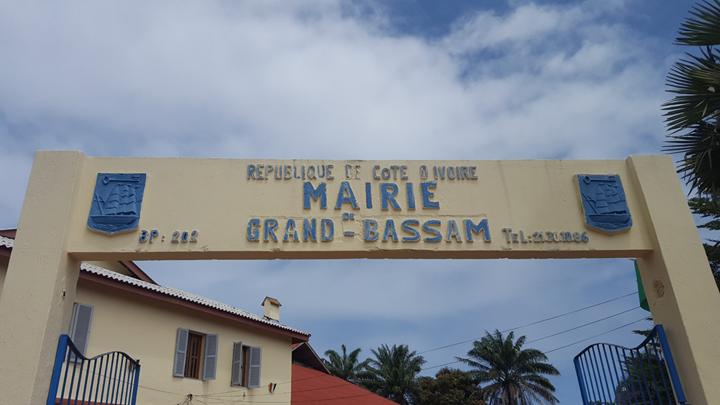 REPUBLIQUE DE COTE D IVOIRE
MAIRIE
DE
GRAND-BASSAM
BP: 202